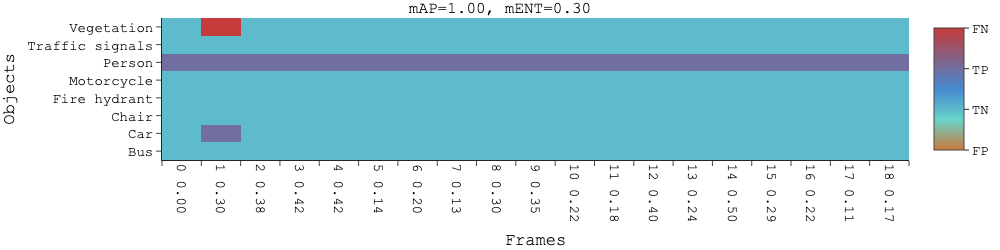 mAP=1.00, mENT=0.30
Objects
Vegetation
Traffic signals
Person
Motorcycle
Fire hydrant
Chair
Car
Bus
0 0.00
1 0.30
2 0.38
3 0.42
4 0.42
5 0.14
6 0.20
7 0.13
8 0.30
9 0.35
10 0.22
11 0.18
12 0.40
13 0.24
14 0.50
15 0.29
16 0.22
17 0.11
18 0.17
Frames
FN
TP
TN
FP